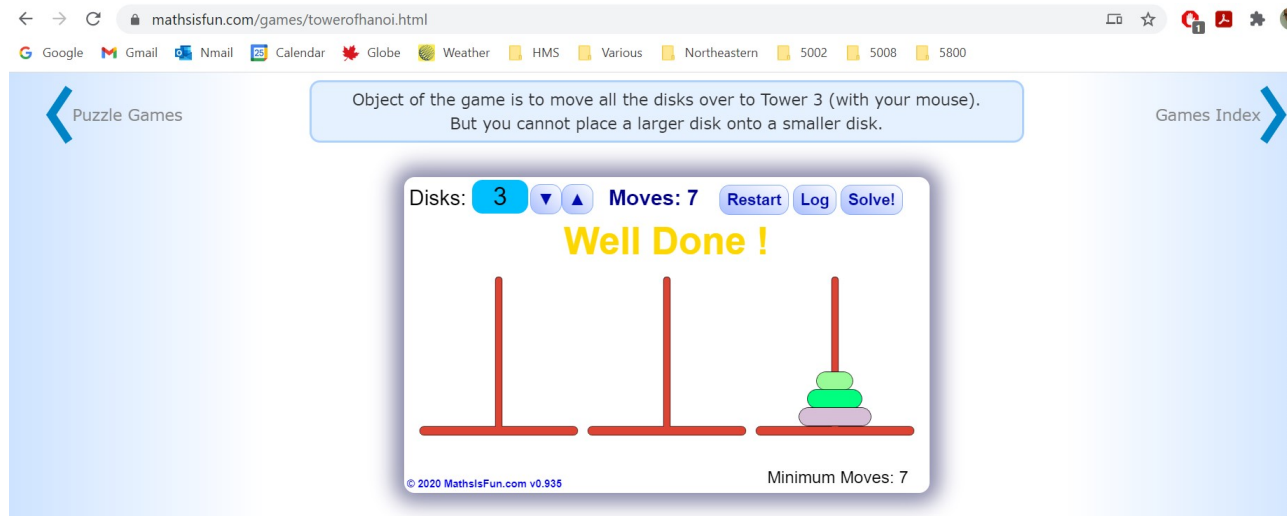 mathsisfun.com/games/towerofhanoi.html
1
Google Gmail Nmail 25 Calendar Globe Weather HMS Various Northeastern 5002 5008 5800
Puzzle Games
Object of the game is to move all the disks over to Tower 3 (with your mouse).
But you cannot place a larger disk onto a smaller disk.
Games Index
Disks: 3 ▼ ▲ Moves: 7 Restart Log Solve!
Well Done !
© 2020 MathsIsFun.com v0.935
Minimum Moves: 7